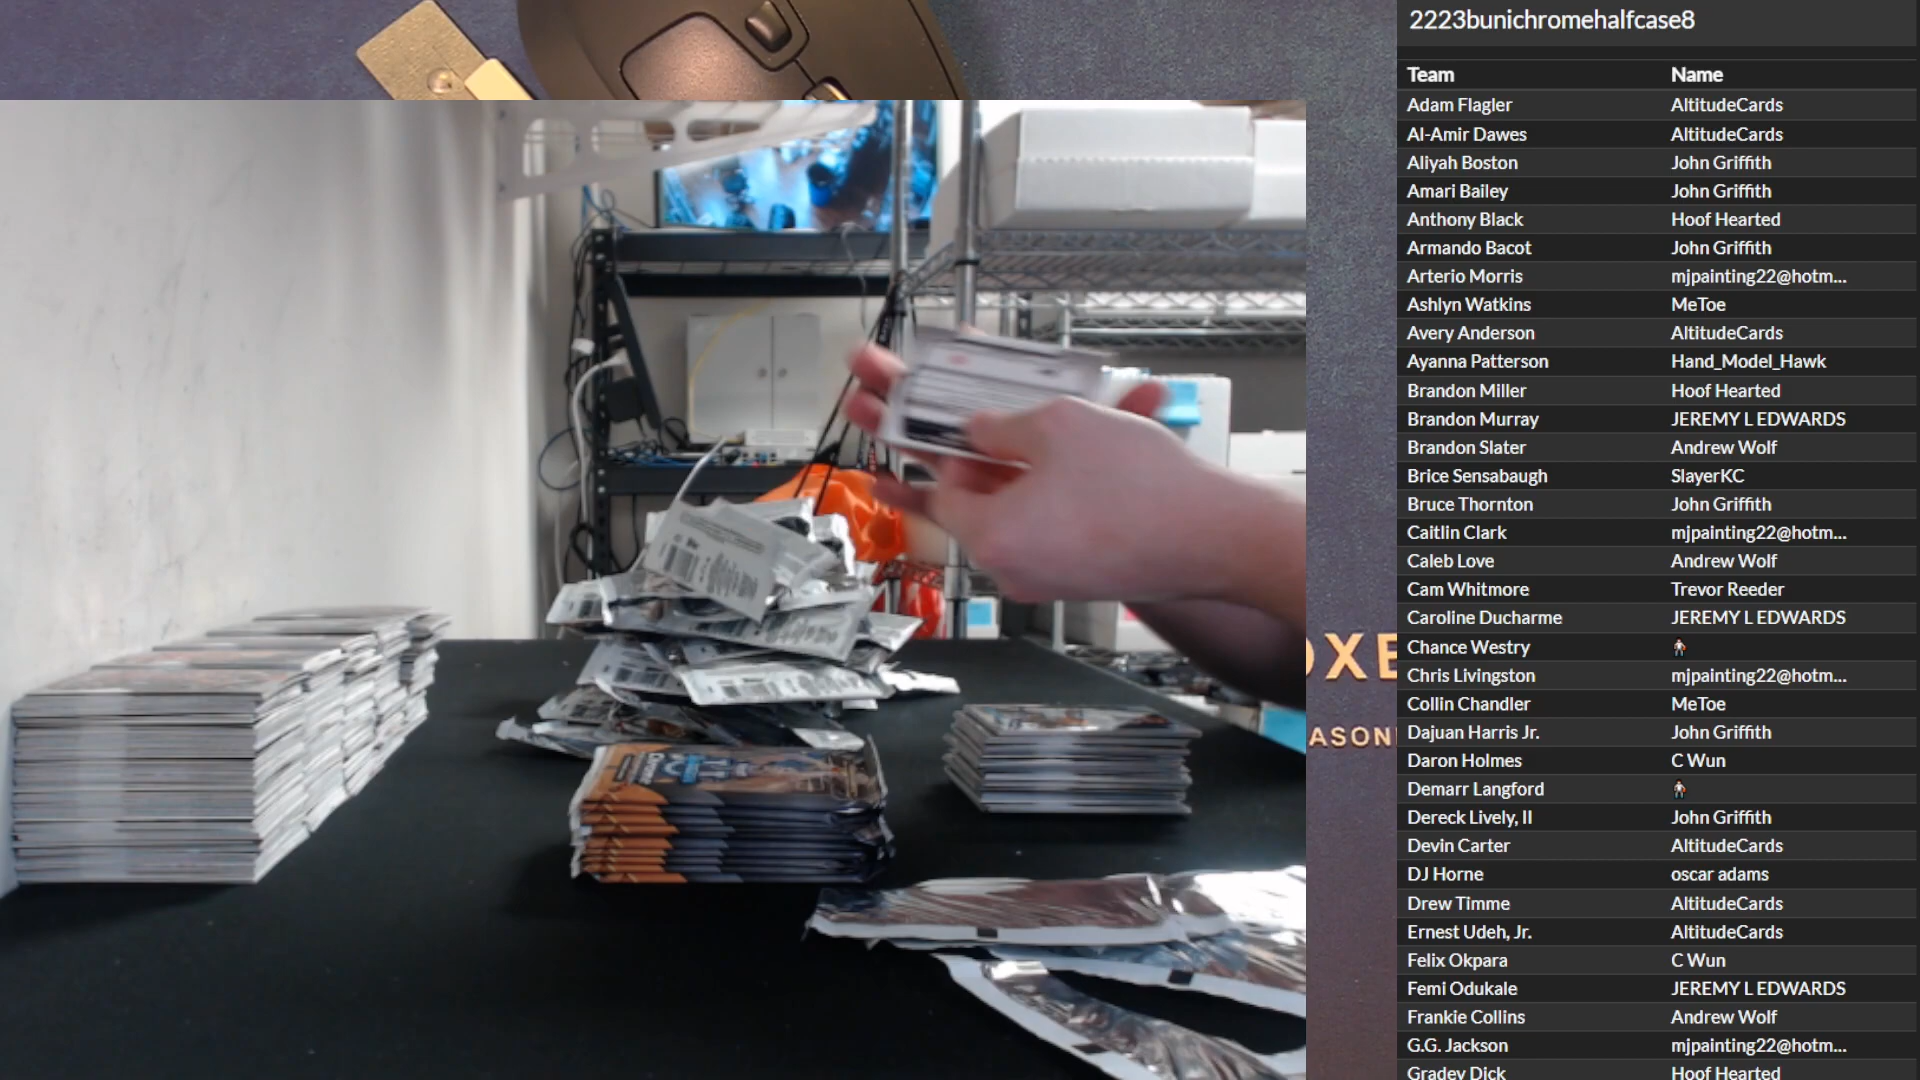 2223bunichromehalfcase8
Team Name
Adam Flagler AltitudeCards
Al-Amir Dawes AltitudeCards
Aliyah Boston John Griffith
Amari Bailey John Griffith
Anthony Black Hoof Hearted
Armando Bacot John Griffith
Arterio Morris mjpainting22@hotm...
Ashlyn Watkins MeToe
Avery Anderson AltitudeCards
Ayanna Patterson Hand_Model_Hawk
Brandon Miller Hoof Hearted
Brandon Murray JEREMY L EDWARDS
Brandon Slater Andrew Wolf
Brice Sensabaugh SlayerKC
Bruce Thornton John Griffith
Caitlin Clark mjpainting22@hotm...
Caleb Love Andrew Wolf
Cam Whitmore Trevor Reeder
Caroline Ducharme JEREMY L EDWARDS
Chance Westry
Chris Livingston mjpainting22@hotm...
Collin Chandler MeToe
Dajuan Harris Jr. John Griffith
Daron Holmes C Wun
Demarr Langford
Dereck Lively, II John Griffith
Devin Carter AltitudeCards
DJ Horne oscar adams
Drew Timme AltitudeCards
Ernest Udeh, Jr. AltitudeCards
Felix Okpara C Wun
Femi Odukale JEREMY L EDWARDS
Frankie Collins Andrew Wolf
G.G. Jackson mjpainting22@hotm...
Gradey Dick Hoof Hearted
OXE
ASON